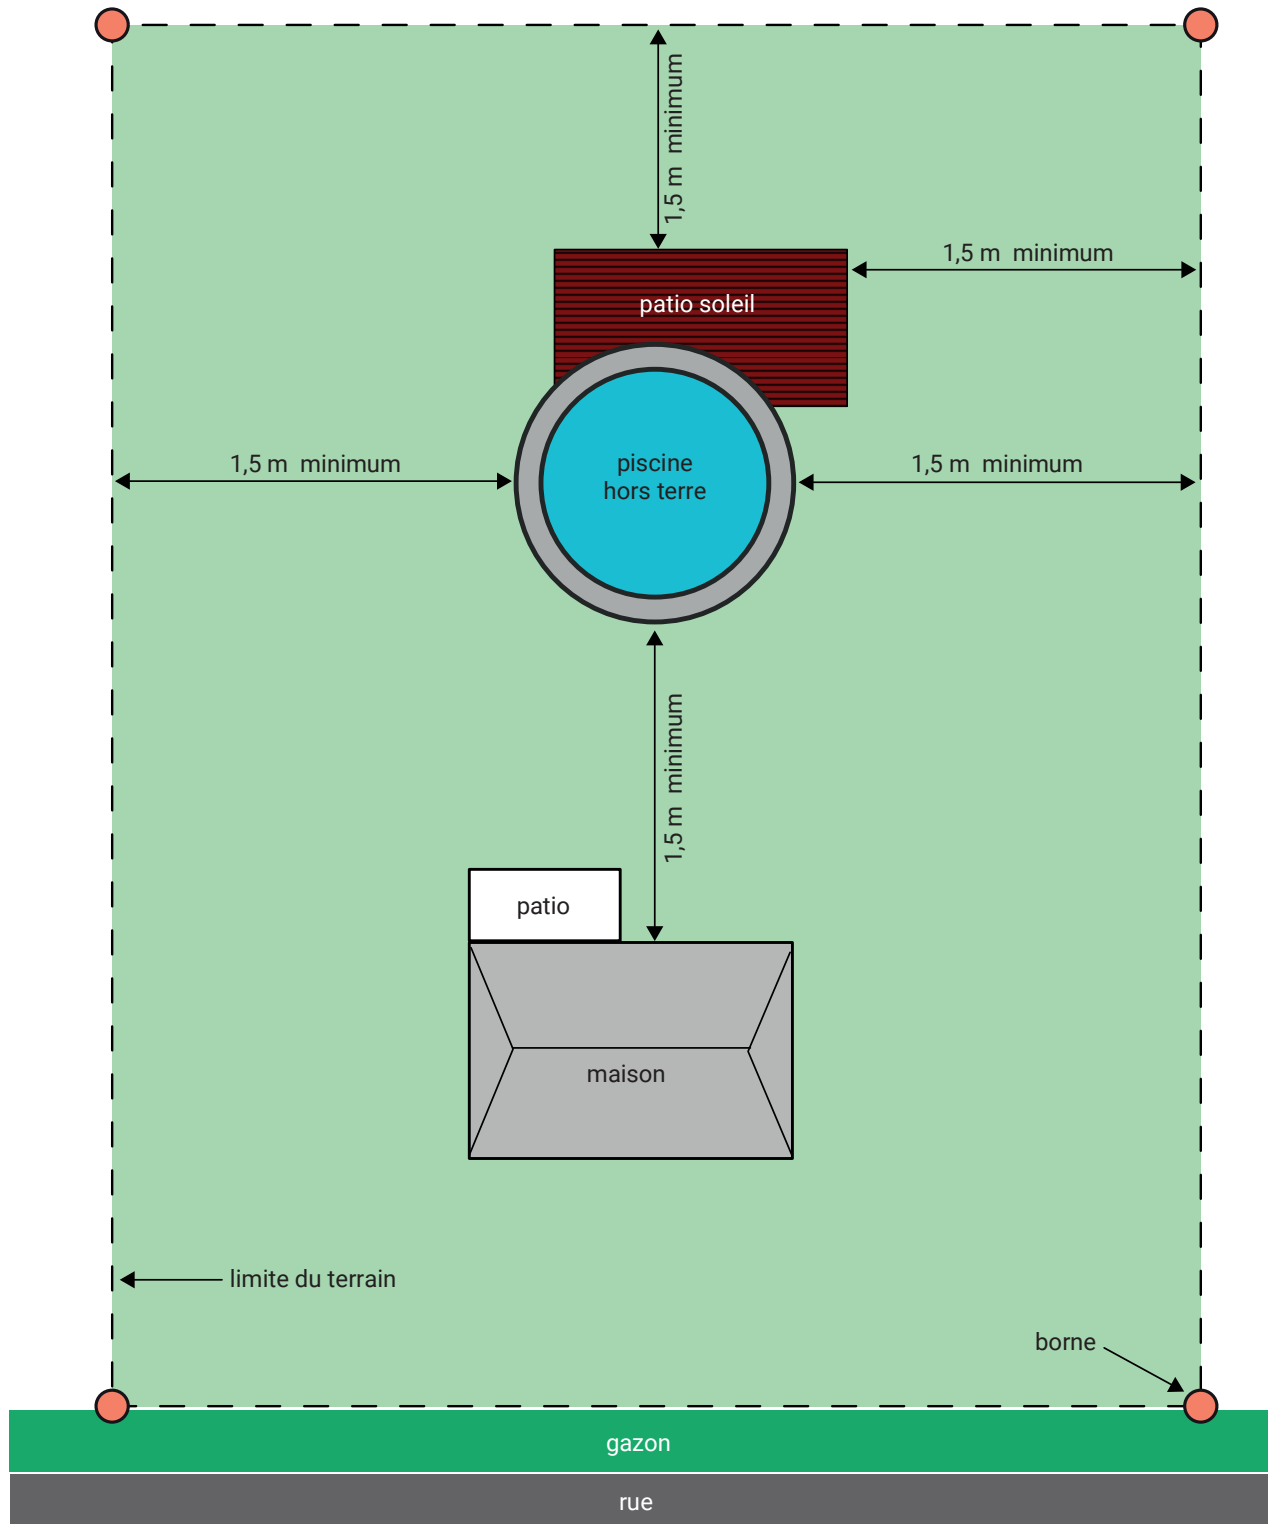 1,5 m minimum
1,5 m minimum
patio soleil
1,5 m minimum
piscine
hors terre
1,5 m minimum
1,5 m minimum
patio
maison
limite du terrain
borne
gazon
rue